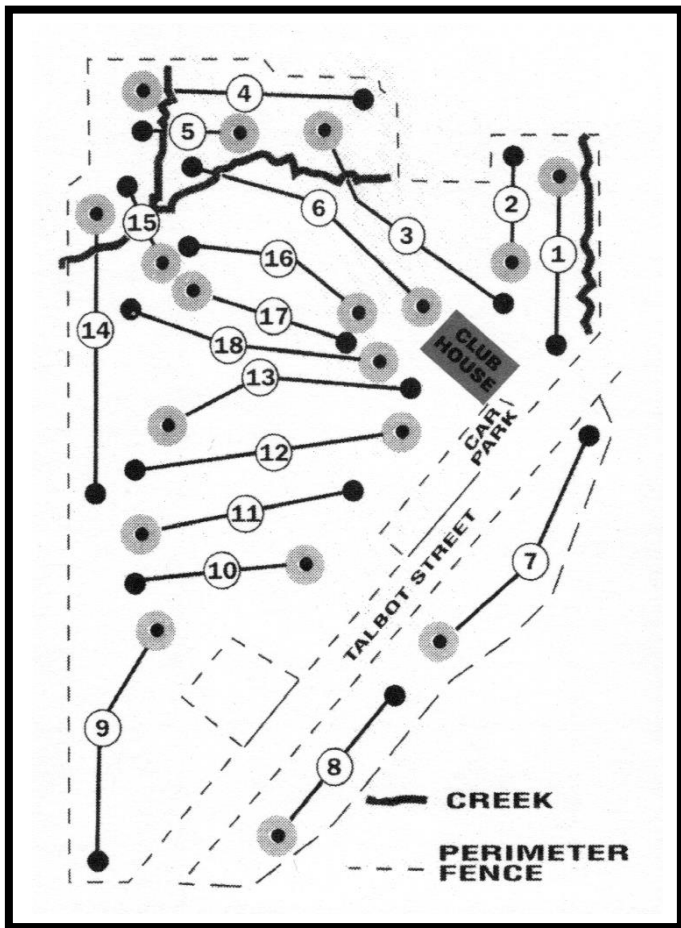 4
5
2
6
15
3
1
16
17
14
18
CLUB
HOUSE
13
CAR
PARK
12
11
10
7
TALBOT STREET
9
8
CREEK
PERIMETER
FENCE